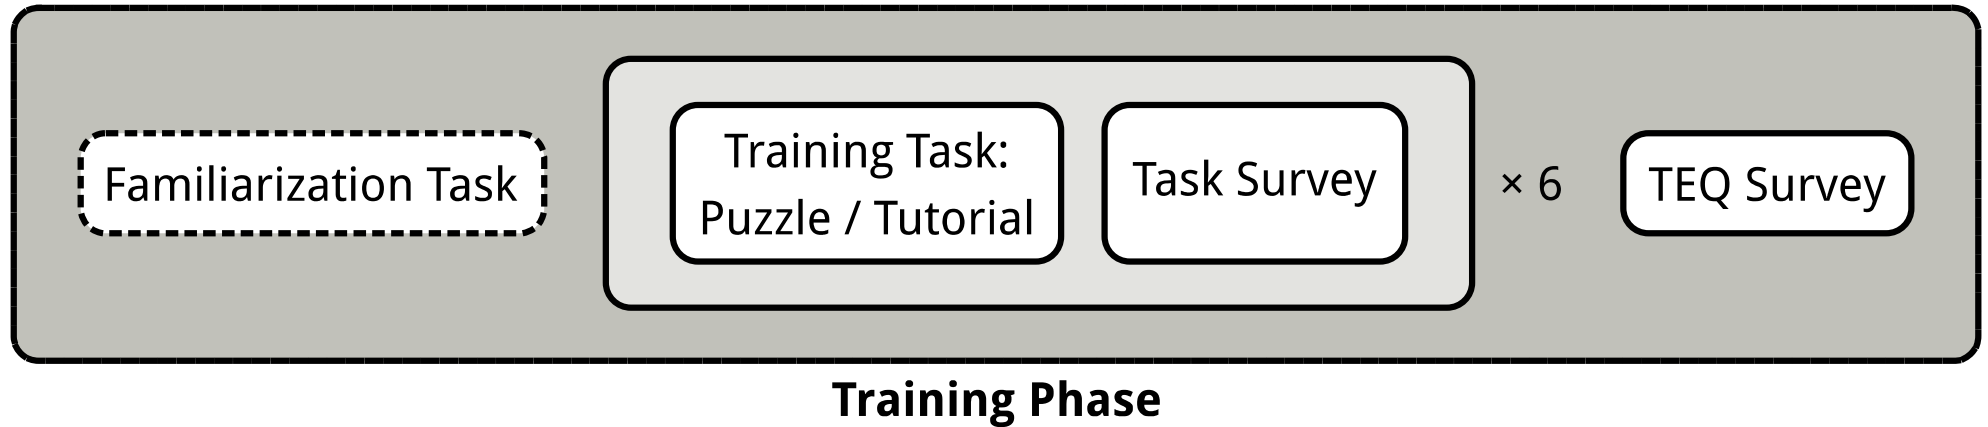 Familiarization Task
Training Task:
Puzzle / Tutorial
Task Survey
× 6
TEQ Survey
Training Phase